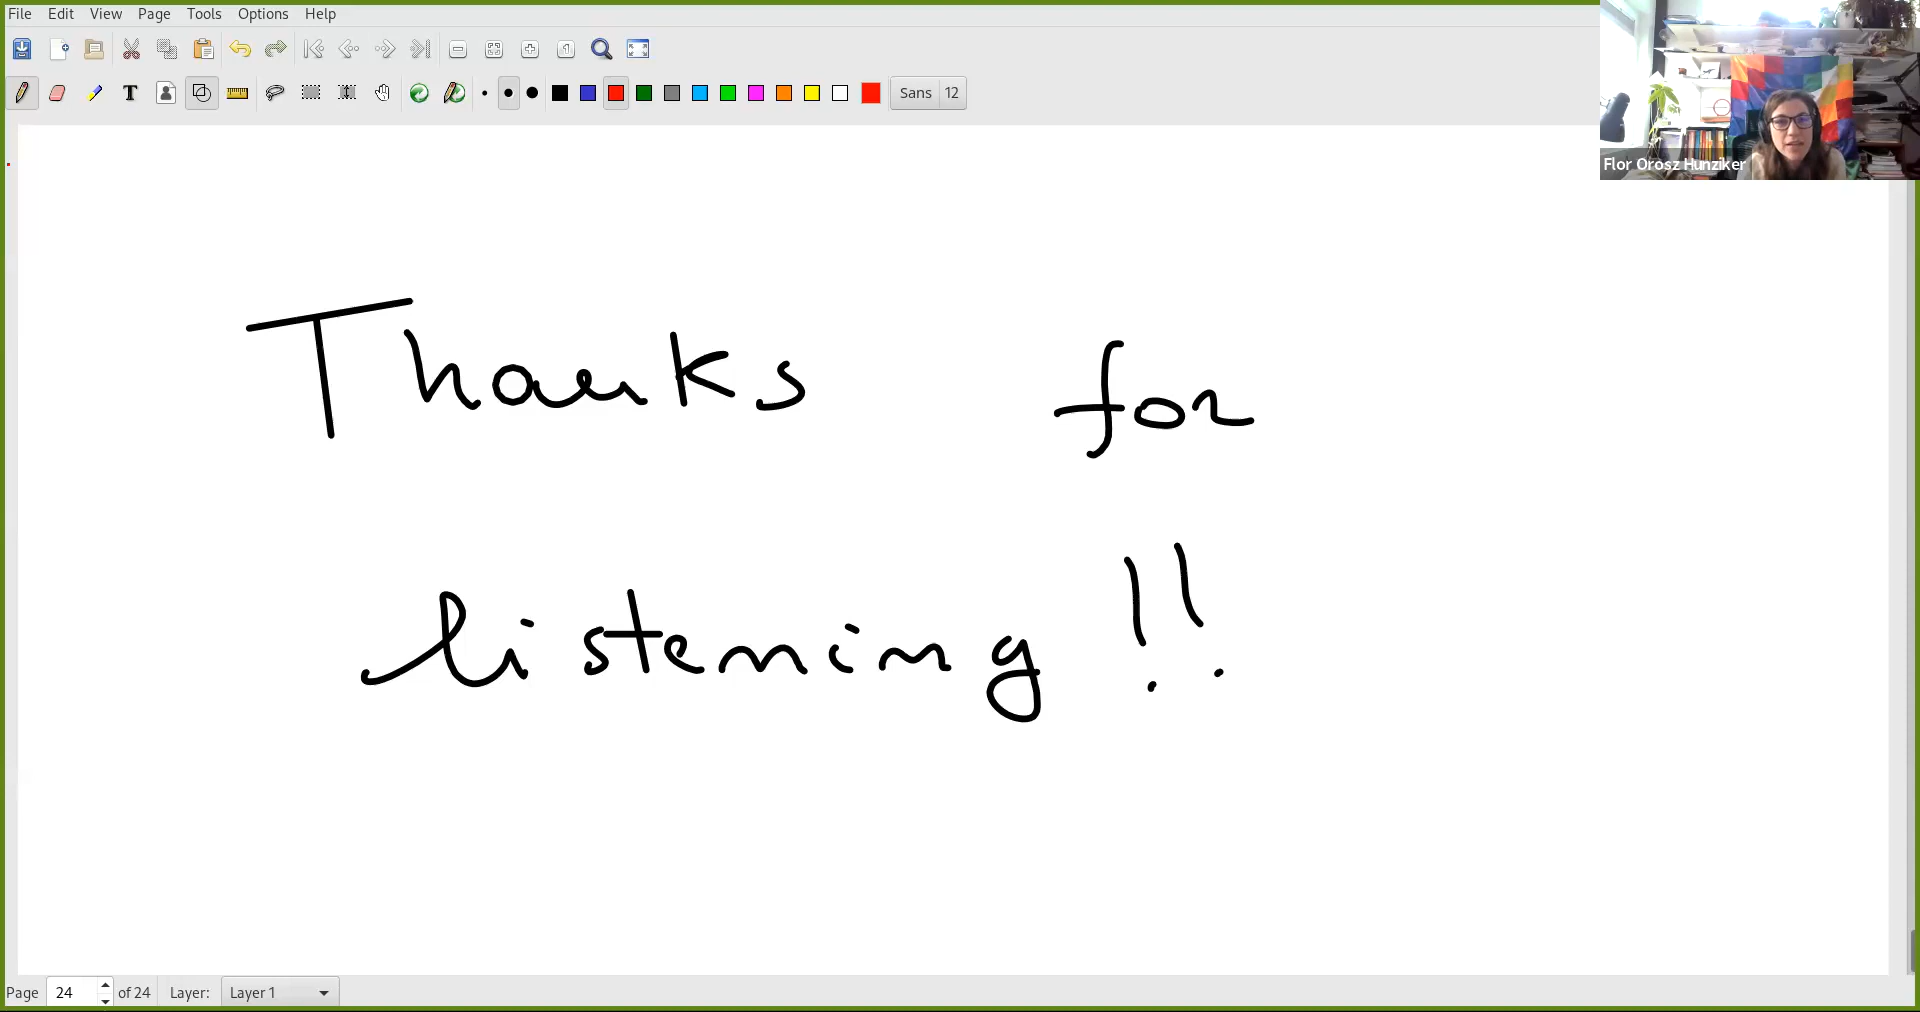 File Edit View Page Tools Options Help
T Sans 12
Flor Orosz Hunziker
Thanks for
listening !!
Page 24 of 24 Layer: Layer 1